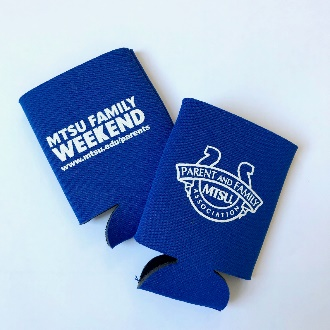 MTSU FAMILY
WEEKEND
www.mtsu.edu/parents
PARENT AND FAMILY
MTSU
ASSOCIATION